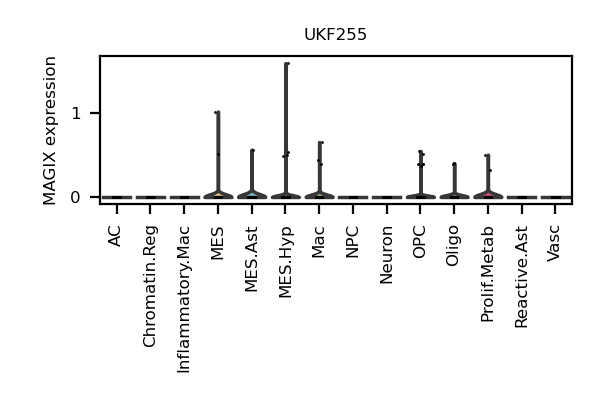 UKF255
MAGIX expression
1
0
AC
Chromatin.Reg
Inflammatory.Mac
MES
MES.Ast
MES.Hyp
Mac
NPC
Neuron
OPC
Oligo
Prolif.Metab
Reactive.Ast
Vasc